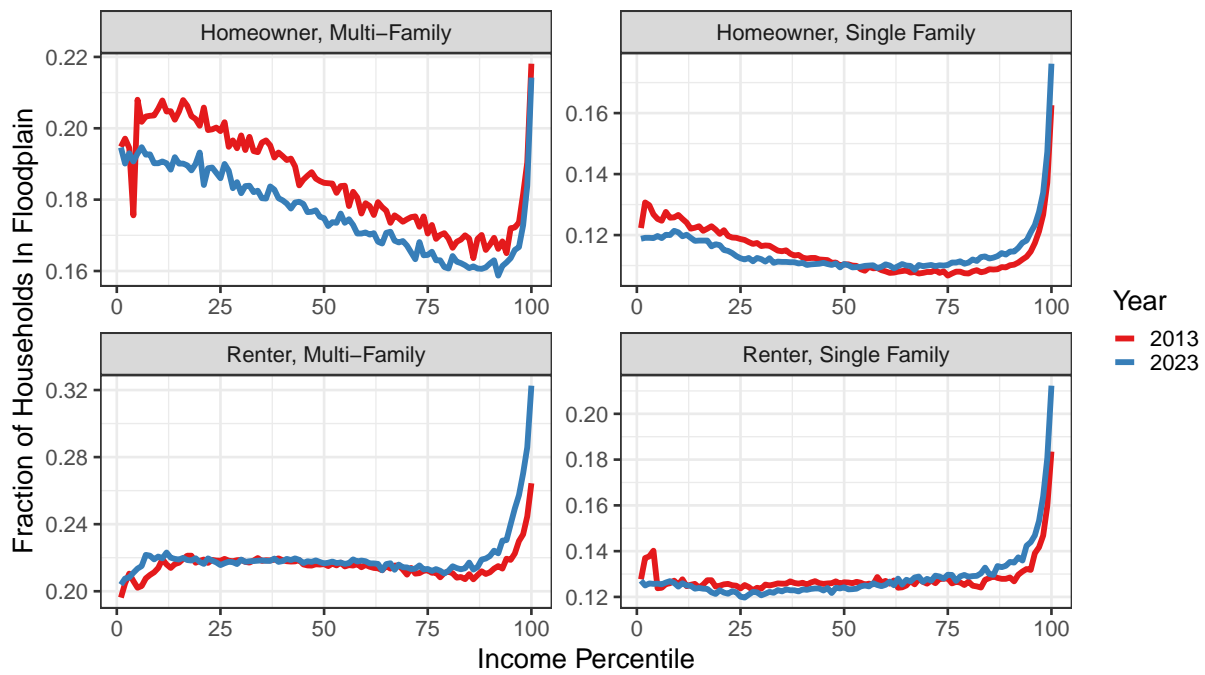 Homeowner, Multi−Family
Homeowner, Single Family
0.22
0.20
0.18
0.16
0 25 50 75 100
0.16
0.14
0.12
0 25 50 75 100
Renter, Multi−Family
Renter, Single Family
0.32
0.28
0.24
0.20
0 25 50 75 100
0.20
0.18
0.16
0.14
0.12
0 25 50 75 100
Fraction of Households In Floodplain
Income Percentile
Year
2013
2023